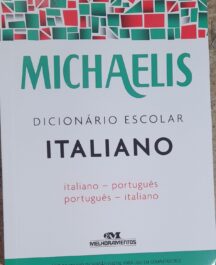 MICHAELIS
DICIONÁRIO ESCOLAR
ITALIANO
italiano – português
português – italiano
MELHORAMENTOS